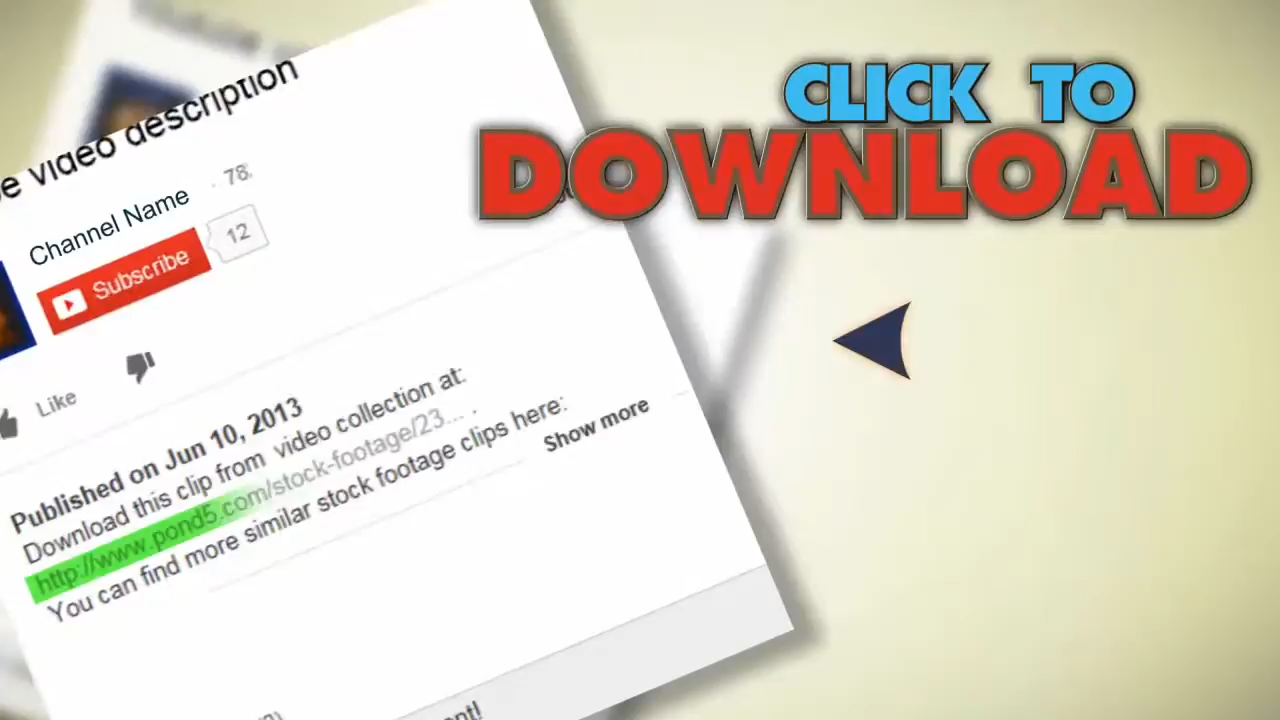 CLICK TO
DOWNLOAD
e video description
Channel Name
78
Subscribe
12
Like
Published on Jun 10, 2013
Download this clip from video collection at:
http://www.pond5.com/stock-footage/23...
You can find more similar stock footage clips here:
Show more